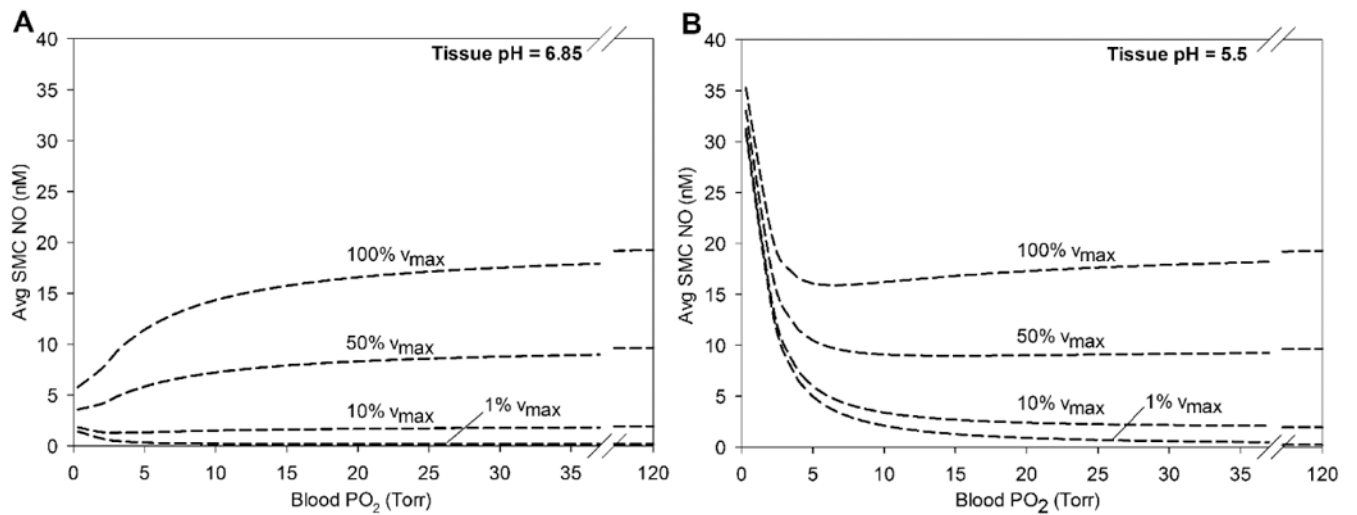 A
Tissue pH = 6.85
40
35
30
25
20
15
10
5
0
Avg SMC NO (nM)
100% vmax
50% vmax
10% vmax
1% vmax
0 5 10 15 20 25 30 35 120
Blood PO2 (Torr)
B
Tissue pH = 5.5
40
35
30
25
20
15
10
5
0
Avg SMC NO (nM)
100% vmax
50% vmax
10% vmax
1% vmax
0 5 10 15 20 25 30 35 120
Blood PO2 (Torr)